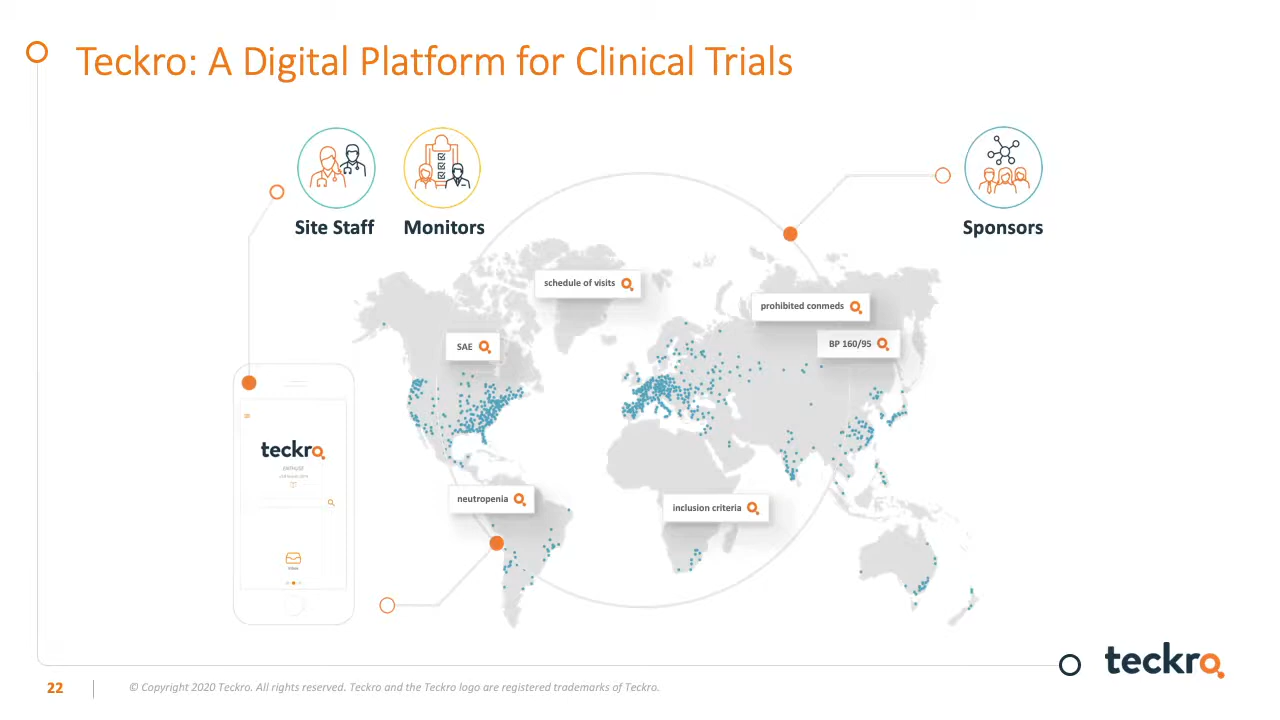 Teckro: A Digital Platform for Clinical Trials
Site Staff
Monitors
Sponsors
schedule of visits
prohibited conmeds
SAE
BP 160/95
teckro
neutropenia
inclusion criteria
teckro
22
© Copyright 2020 Teckro. All rights reserved. Teckro and the Teckro logo are registered trademarks of Teckro.